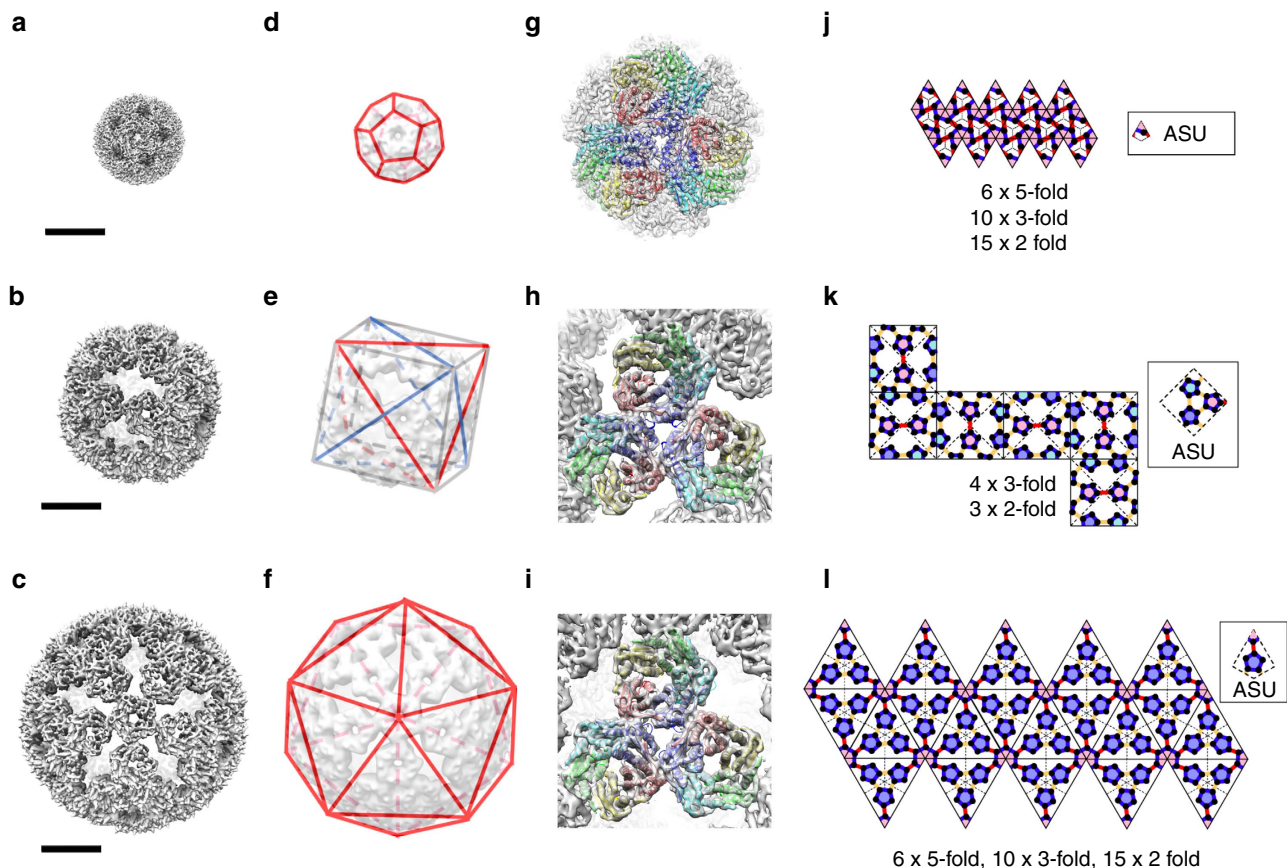 a
d
g
j
ASU
6 x 5-fold
10 x 3-fold
15 x 2 fold
b
e
h
k
ASU
4 x 3-fold
3 x 2-fold
c
f
i
l
ASU
6 x 5-fold, 10 x 3-fold, 15 x 2 fold